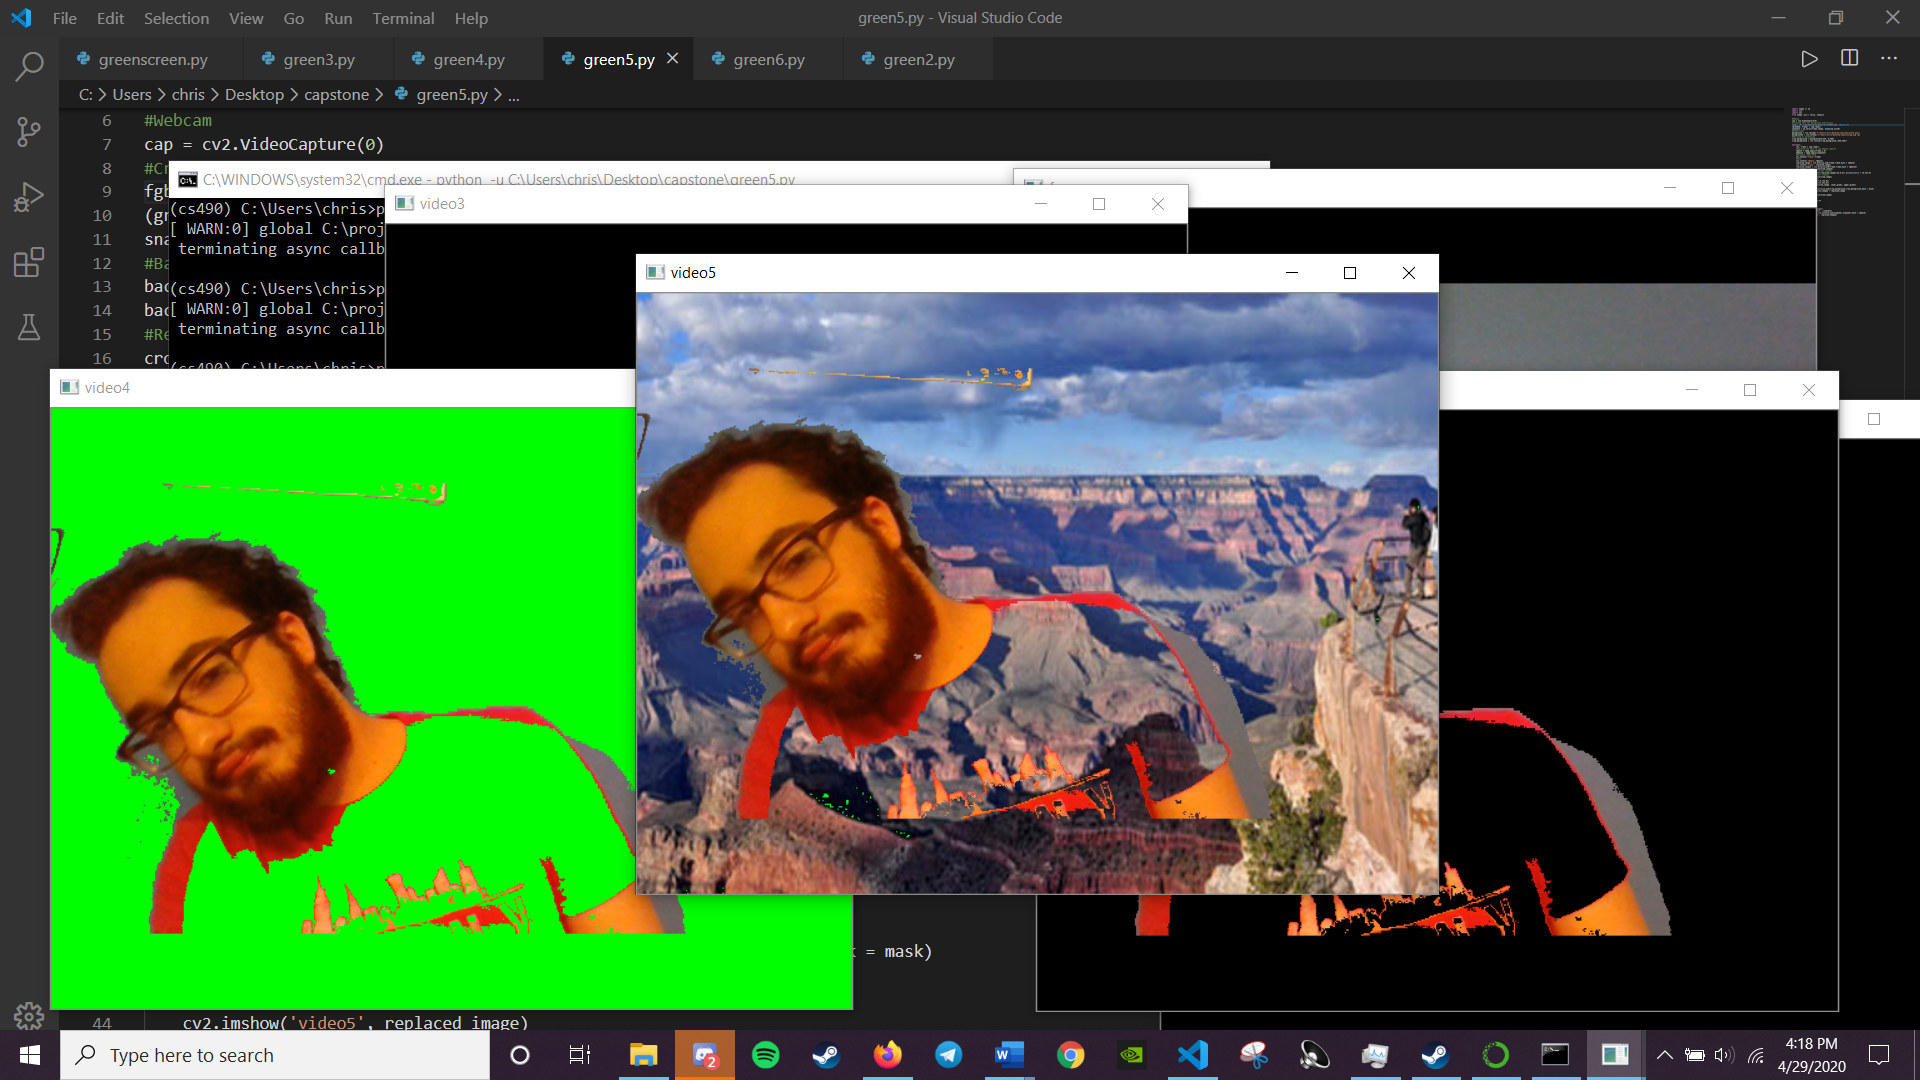 File Edit Selection View Go Run Terminal Help
green5.py - Visual Studio Code
greenscreen.py
green3.py
green4.py
green5.py
green6.py
green2.py
C: > Users > chris > Desktop > capstone > green5.py > ...
6 #Webcam
7 cap = cv2.VideoCapture(0)
8 #Cr
9 fgb
10 (gr
11 sna
12 #Ba
13 bac
14 bac
15 #Re
16 cro
C:\WINDOWS\system32\cmd.exe - python -u C:\Users\chris\Desktop\capstone\green5.py
(cs490) C:\Users\chris>p
[ WARN:0] global C:\proj
terminating async callb
(cs490) C:\Users\chris>p
[ WARN:0] global C:\proj
terminating async callb
(cs490) C:\Users\chris>p
video3
video5
video4
= mask)
44 cv2.imshow('video5', replaced_image)
Type here to search
2
4:18 PM
4/29/2020